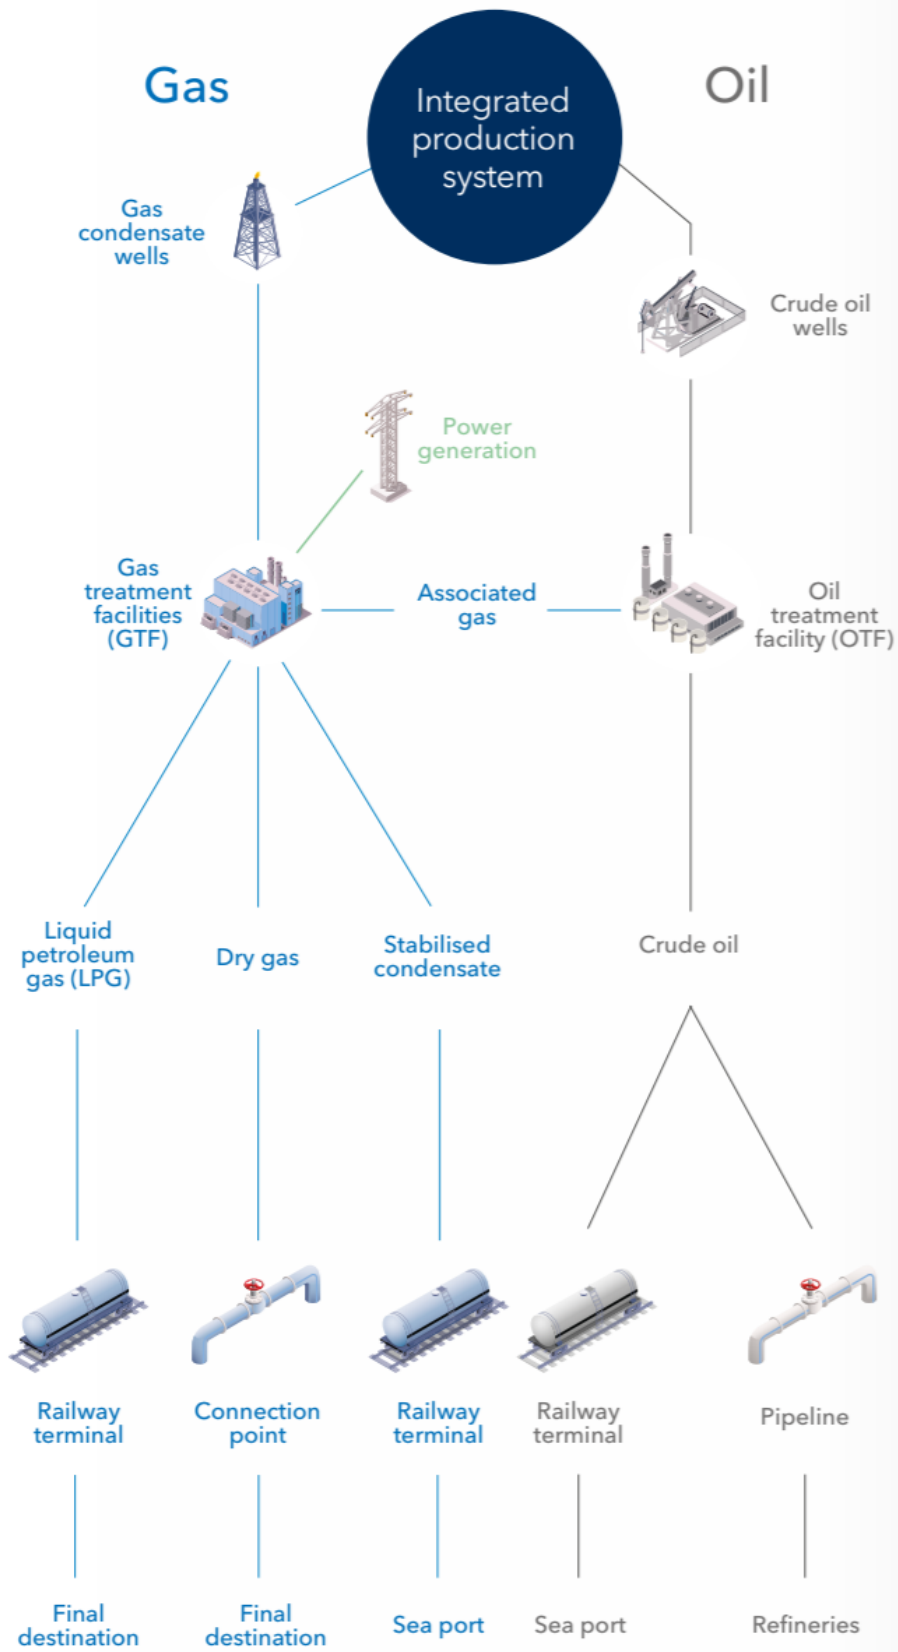 Gas
Oil
Integrated
production
system
Gas
condensate
wells
Crude oil
wells
Power
generation
Gas
treatment
facilities
(GTF)
Associated
gas
Oil
treatment
facility (OTF)
Liquid
petroleum
gas (LPG)
Dry gas
Stabilised
condensate
Crude oil
Railway
terminal
Connection
point
Railway
terminal
Railway
terminal
Pipeline
Final
destination
Final
destination
Sea port
Sea port
Refineries